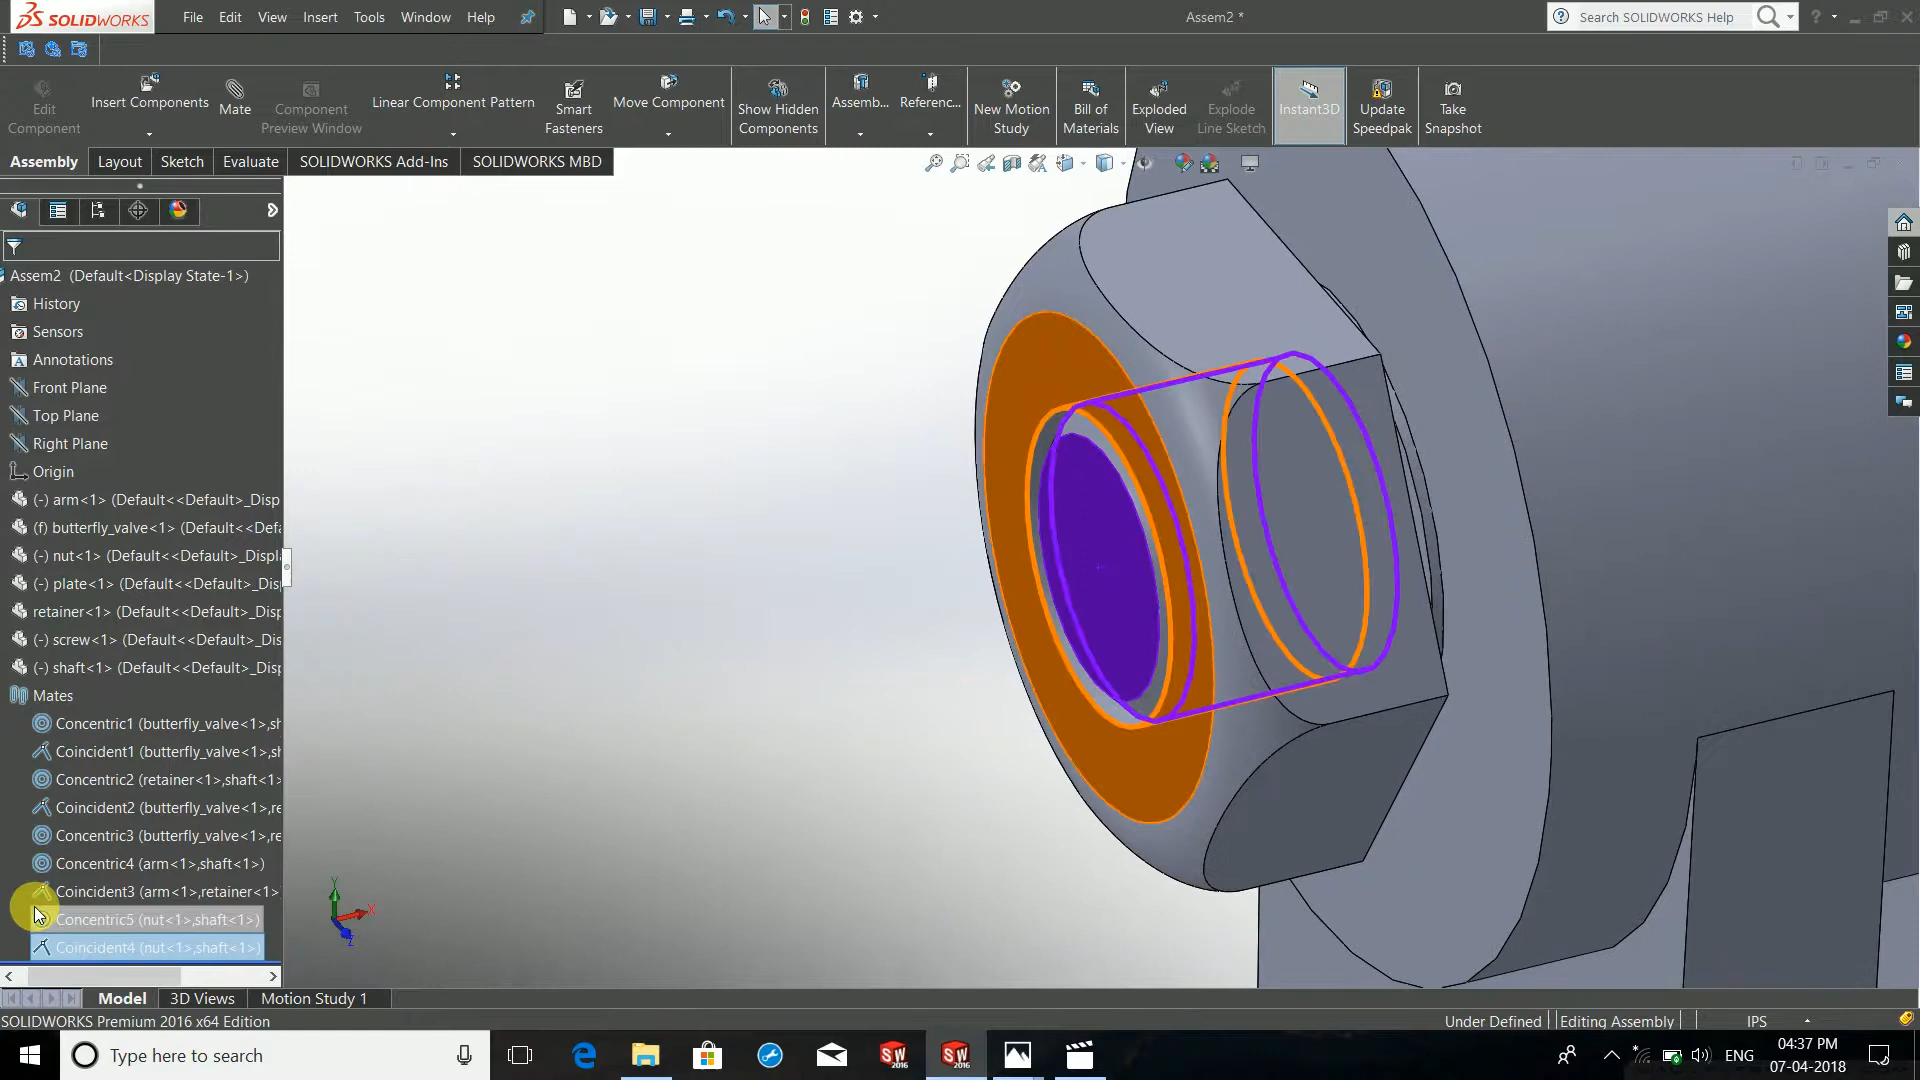 SOLIDWORKS File Edit View Insert Tools Window Help Assem2 * Search SOLIDWORKS Help ?
Edit Component
Insert Components
Mate
Component Preview Window
Linear Component Pattern
Smart Fasteners
Move Component
Show Hidden Components
Assemb...
Referenc...
New Motion Study
Bill of Materials
Exploded View
Explode Line Sketch
Instant3D
Update Speedpak
Take Snapshot
Assembly Layout Sketch Evaluate SOLIDWORKS Add-Ins SOLIDWORKS MBD
Assem2 (Default<Display State-1>)
History
Sensors
Annotations
Front Plane
Top Plane
Right Plane
Origin
(-) arm<1> (Default<<Default>_Disp
(f) butterfly_valve<1> (Default<<Defa
(-) nut<1> (Default<<Default>_Displ
(-) plate<1> (Default<<Default>_Dis
retainer<1> (Default<<Default>_Disp
(-) screw<1> (Default<<Default>_Dis
(-) shaft<1> (Default<<Default>_Disp
Mates
Concentric1 (butterfly_valve<1>,sh
Coincident1 (butterfly_valve<1>,sh
Concentric2 (retainer<1>,shaft<1>
Coincident2 (butterfly_valve<1>,re
Concentric3 (butterfly_valve<1>,re
Concentric4 (arm<1>,shaft<1>)
Coincident3 (arm<1>,retainer<1>
Concentric5 (nut<1>,shaft<1>)
Coincident4 (nut<1>,shaft<1>)
Y
X
Z
Model 3D Views Motion Study 1
SOLIDWORKS Premium 2016 x64 Edition Under Defined Editing Assembly IPS
Type here to search SW 2016 SW 2016 ENG 04:37 PM
07-04-2018